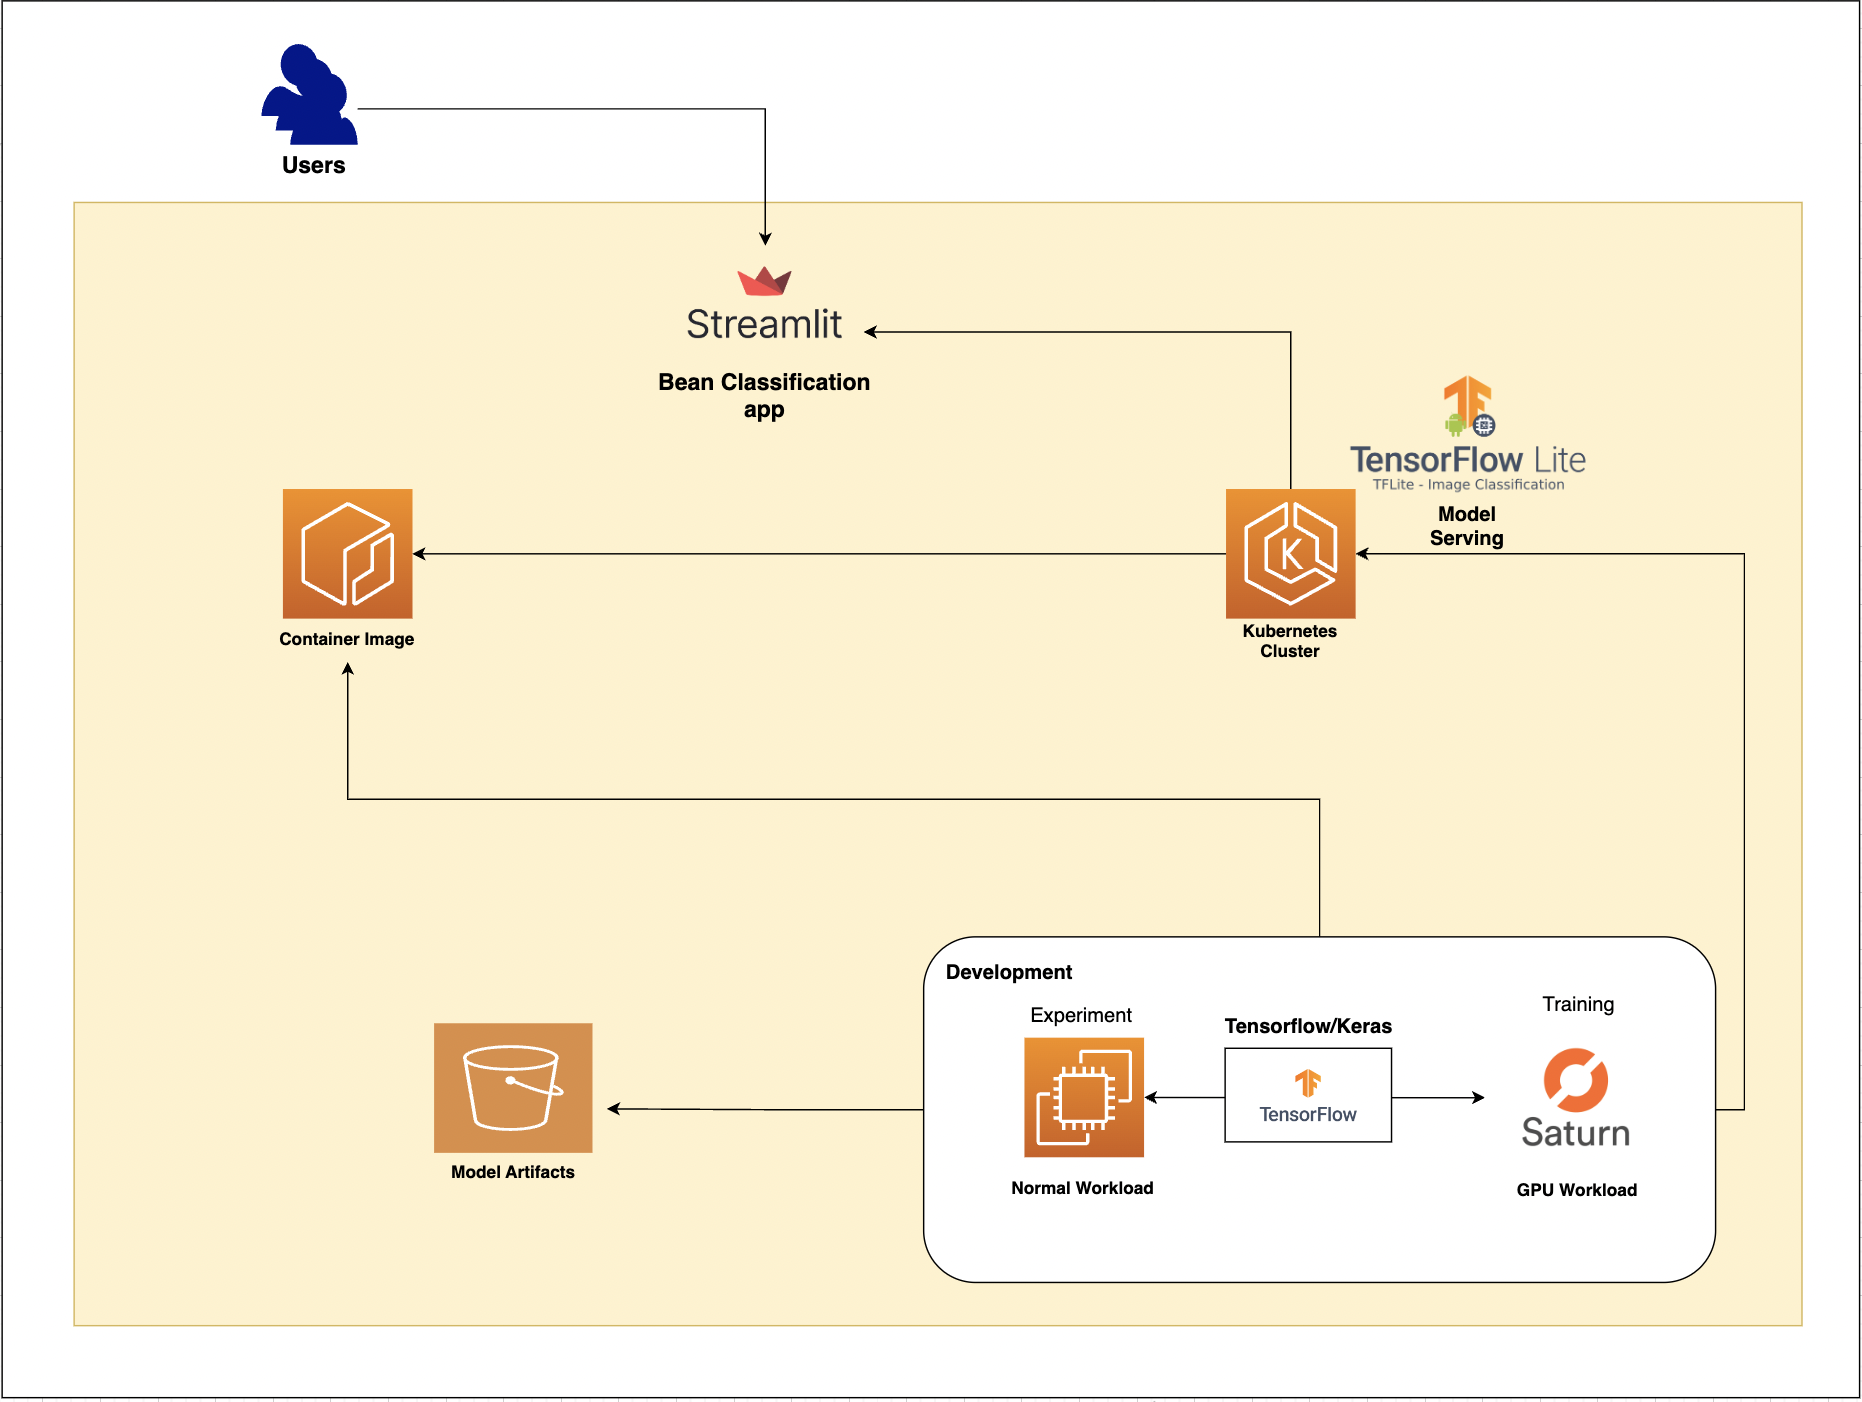 Users
Streamlit
Bean Classification
app
TensorFlow Lite
TFLite - Image Classification
Model
Serving
K
Container Image
Kubernetes
Cluster
Development
Experiment
Tensorflow/Keras
Training
TensorFlow
Saturn
Model Artifacts
Normal Workload
GPU Workload